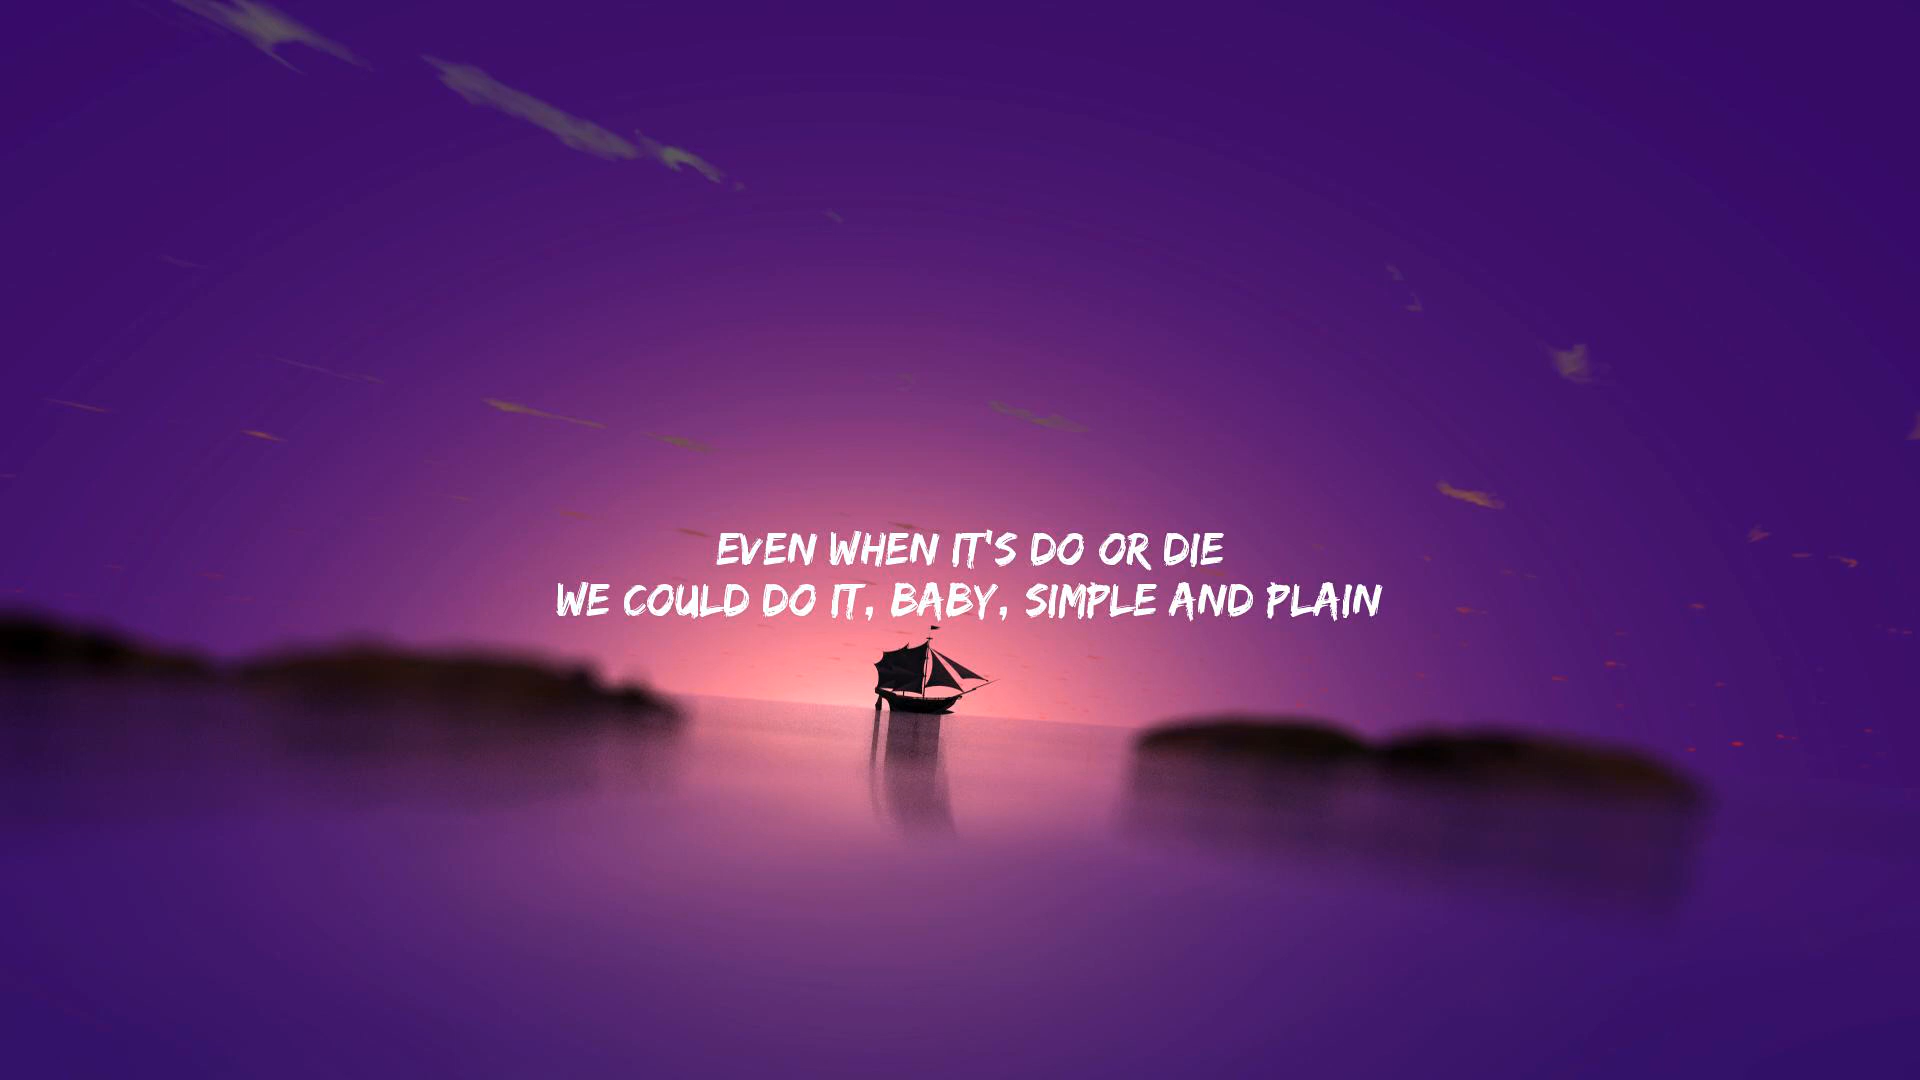 EVEN WHEN IT'S DO OR DIE
WE COULD DO IT, BABY, SIMPLE AND PLAIN